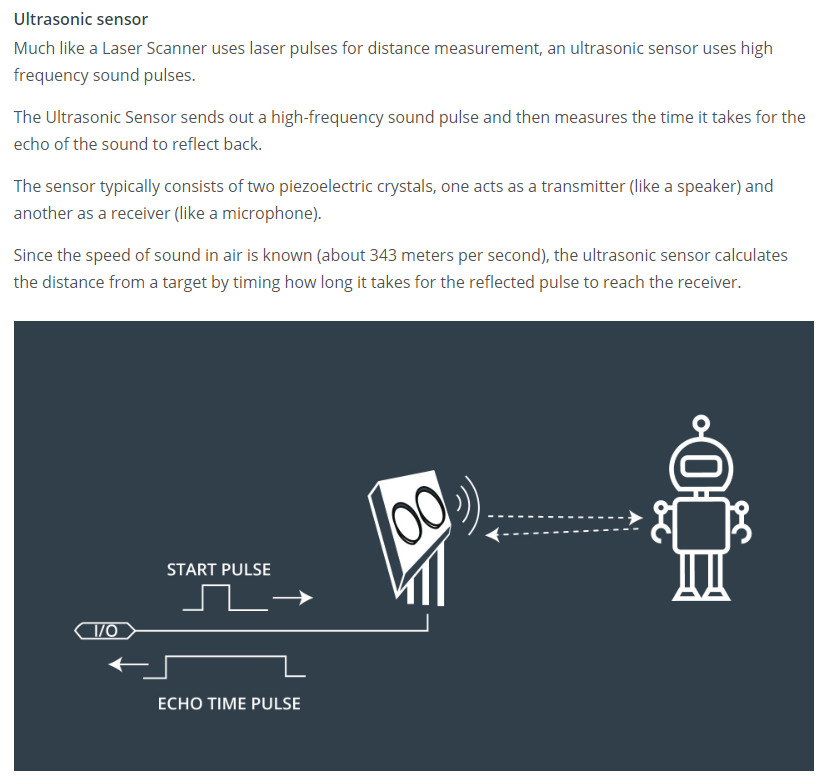 Ultrasonic sensor
Much like a Laser Scanner uses laser pulses for distance measurement, an ultrasonic sensor uses high
frequency sound pulses.
The Ultrasonic Sensor sends out a high-frequency sound pulse and then measures the time it takes for the
echo of the sound to reflect back.
The sensor typically consists of two piezoelectric crystals, one acts as a transmitter (like a speaker) and
another as a receiver (like a microphone).
Since the speed of sound in air is known (about 343 meters per second), the ultrasonic sensor calculates
the distance from a target by timing how long it takes for the reflected pulse to reach the receiver.
START PULSE
I/O
ECHO TIME PULSE